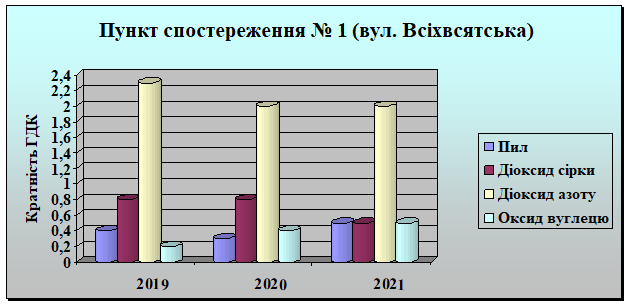 Пункт спостереження № 1 (вул. Всіхвсятська)
Кратність ГДК
2,4
2,2
2
1,8
1,6
1,4
1,2
1
0,8
0,6
0,4
0,2
0
2019
2020
2021
Пил
Діоксид сірки
Діоксид азоту
Оксид вуглецю